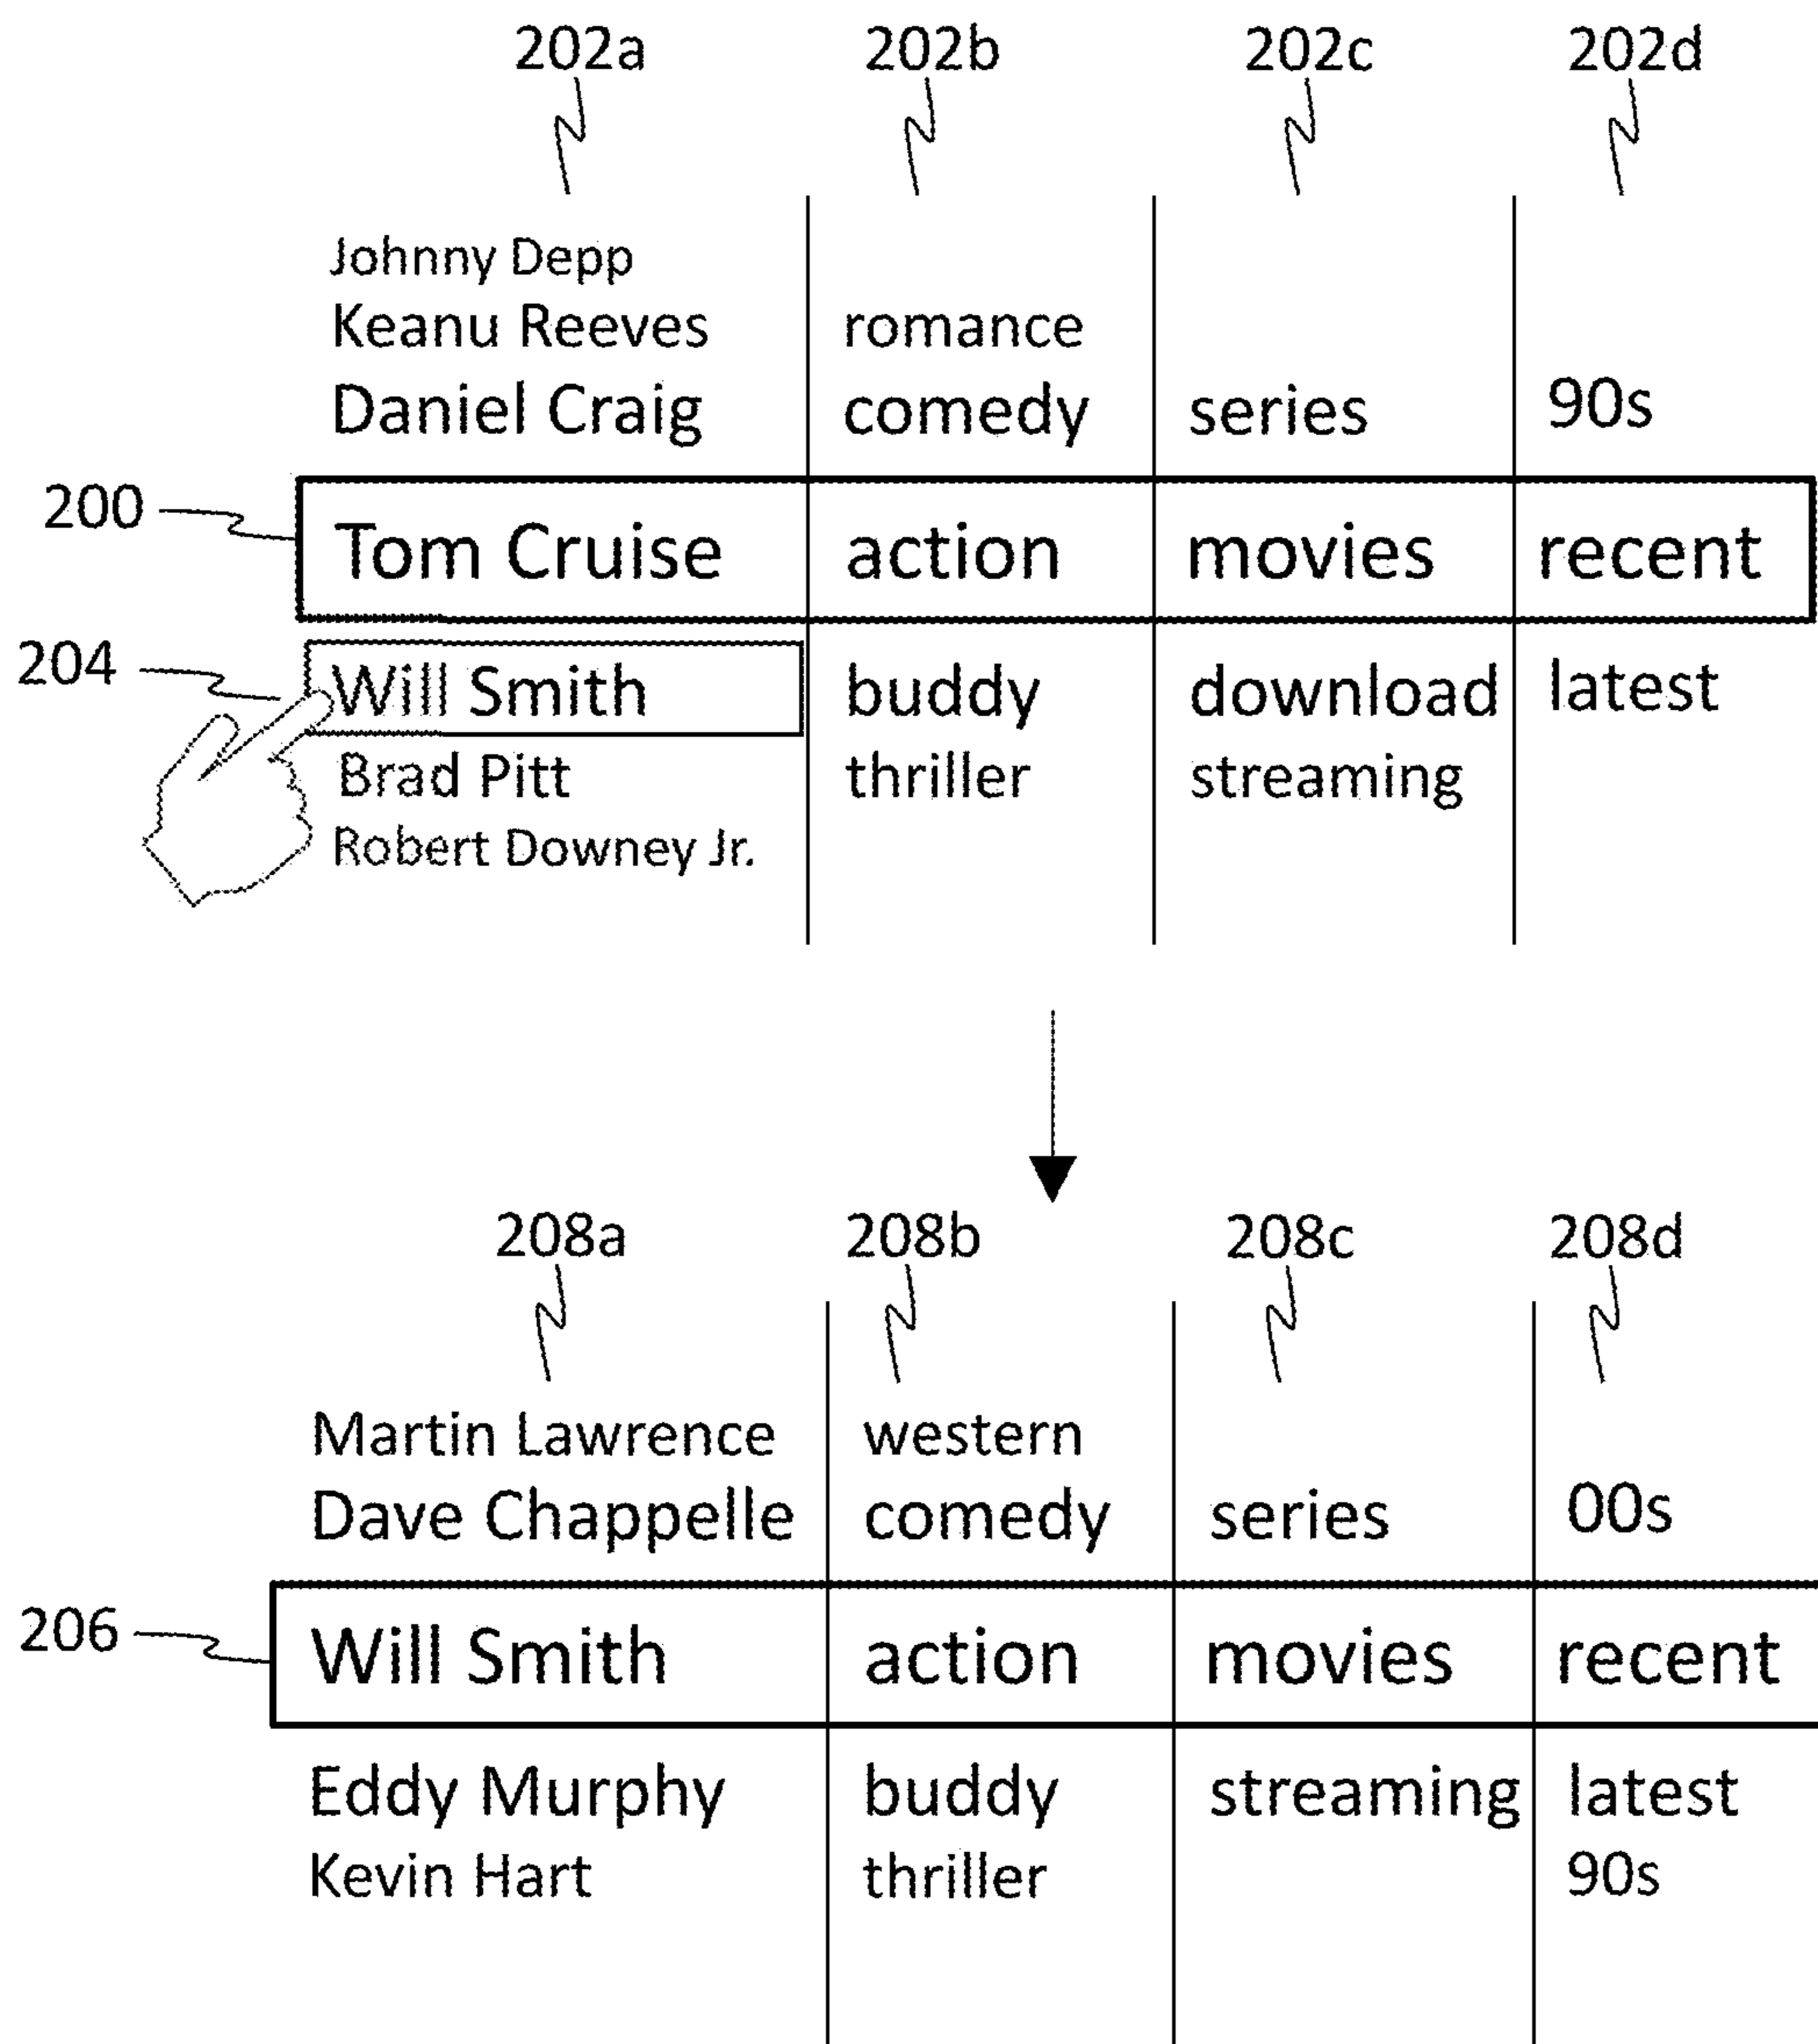 202a 202b 202c 202d
Johnny Depp
Keanu Reeves romance
Daniel Craig comedy series 90s
200 Tom Cruise action movies recent
204 Will Smith buddy download latest
Brad Pitt thriller streaming
Robert Downey Jr.
208a 208b 208c 208d
Martin Lawrence western
Dave Chappelle comedy series 00s
206 Will Smith action movies recent
Eddy Murphy buddy streaming latest
Kevin Hart thriller 90s